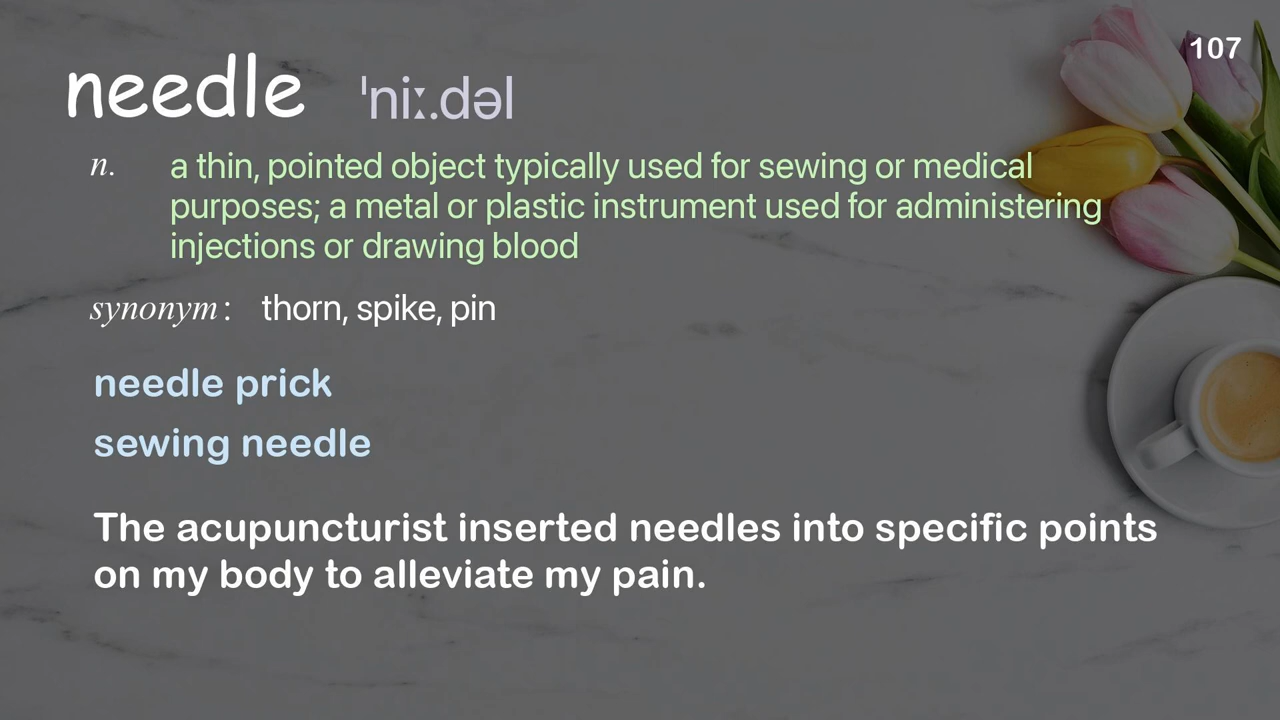 107
needle ˈniː.dəl
n. a thin, pointed object typically used for sewing or medical
purposes; a metal or plastic instrument used for administering
injections or drawing blood
synonym: thorn, spike, pin
needle prick
sewing needle
The acupuncturist inserted needles into specific points
on my body to alleviate my pain.